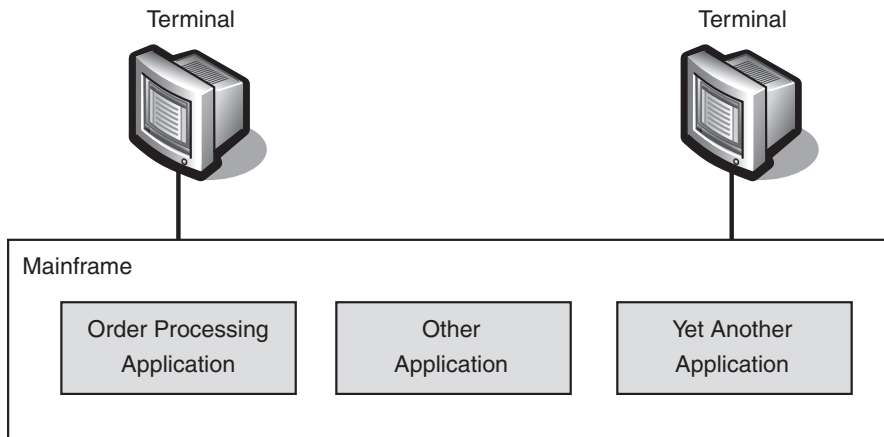 Terminal
Terminal
Mainframe
Order Processing
Application
Other
Application
Yet Another
Application